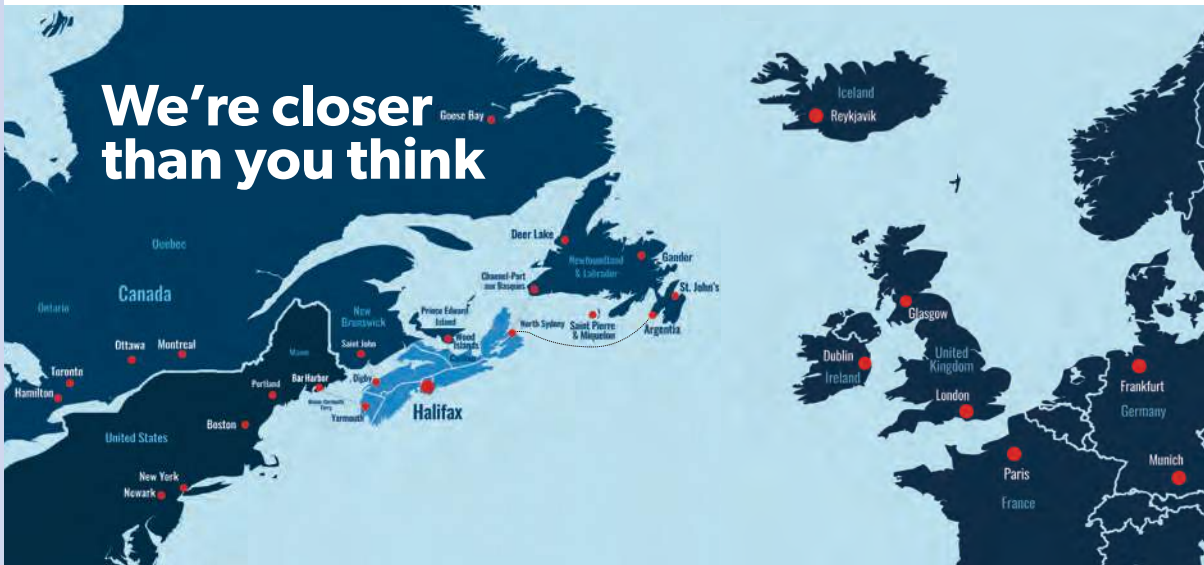 We're closer
than you think
Goose Bay
Quebec
Ontario
Canada
Ottawa
Montreal
Toronto
Hamilton
New
Brunswick
Saint John
Prince Edward
Island
Wood
Islands
Deer Lake
Newfoundland
& Labrador
Gander
Channel-Port
aux Basques
St. John's
North Sydney
Saint Pierre
& Miquelon
Argentia
Maine
Portland
Bar Harbor
Digby
Yarmouth
Halifax
Boston
United States
New York
Newark
Iceland
Reykjavik
Glasgow
Dublin
Ireland
United
Kingdom
London
Frankfurt
Germany
Paris
France
Munich